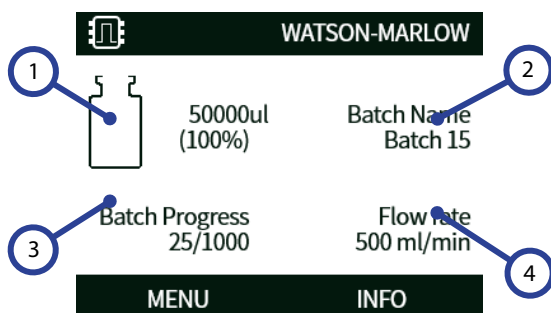 WATSON-MARLOW
1
2
50000ul
(100%)
Batch Name
Batch 15
3
Batch Progress
25/1000
Flow rate
500 ml/min
4
MENU
INFO